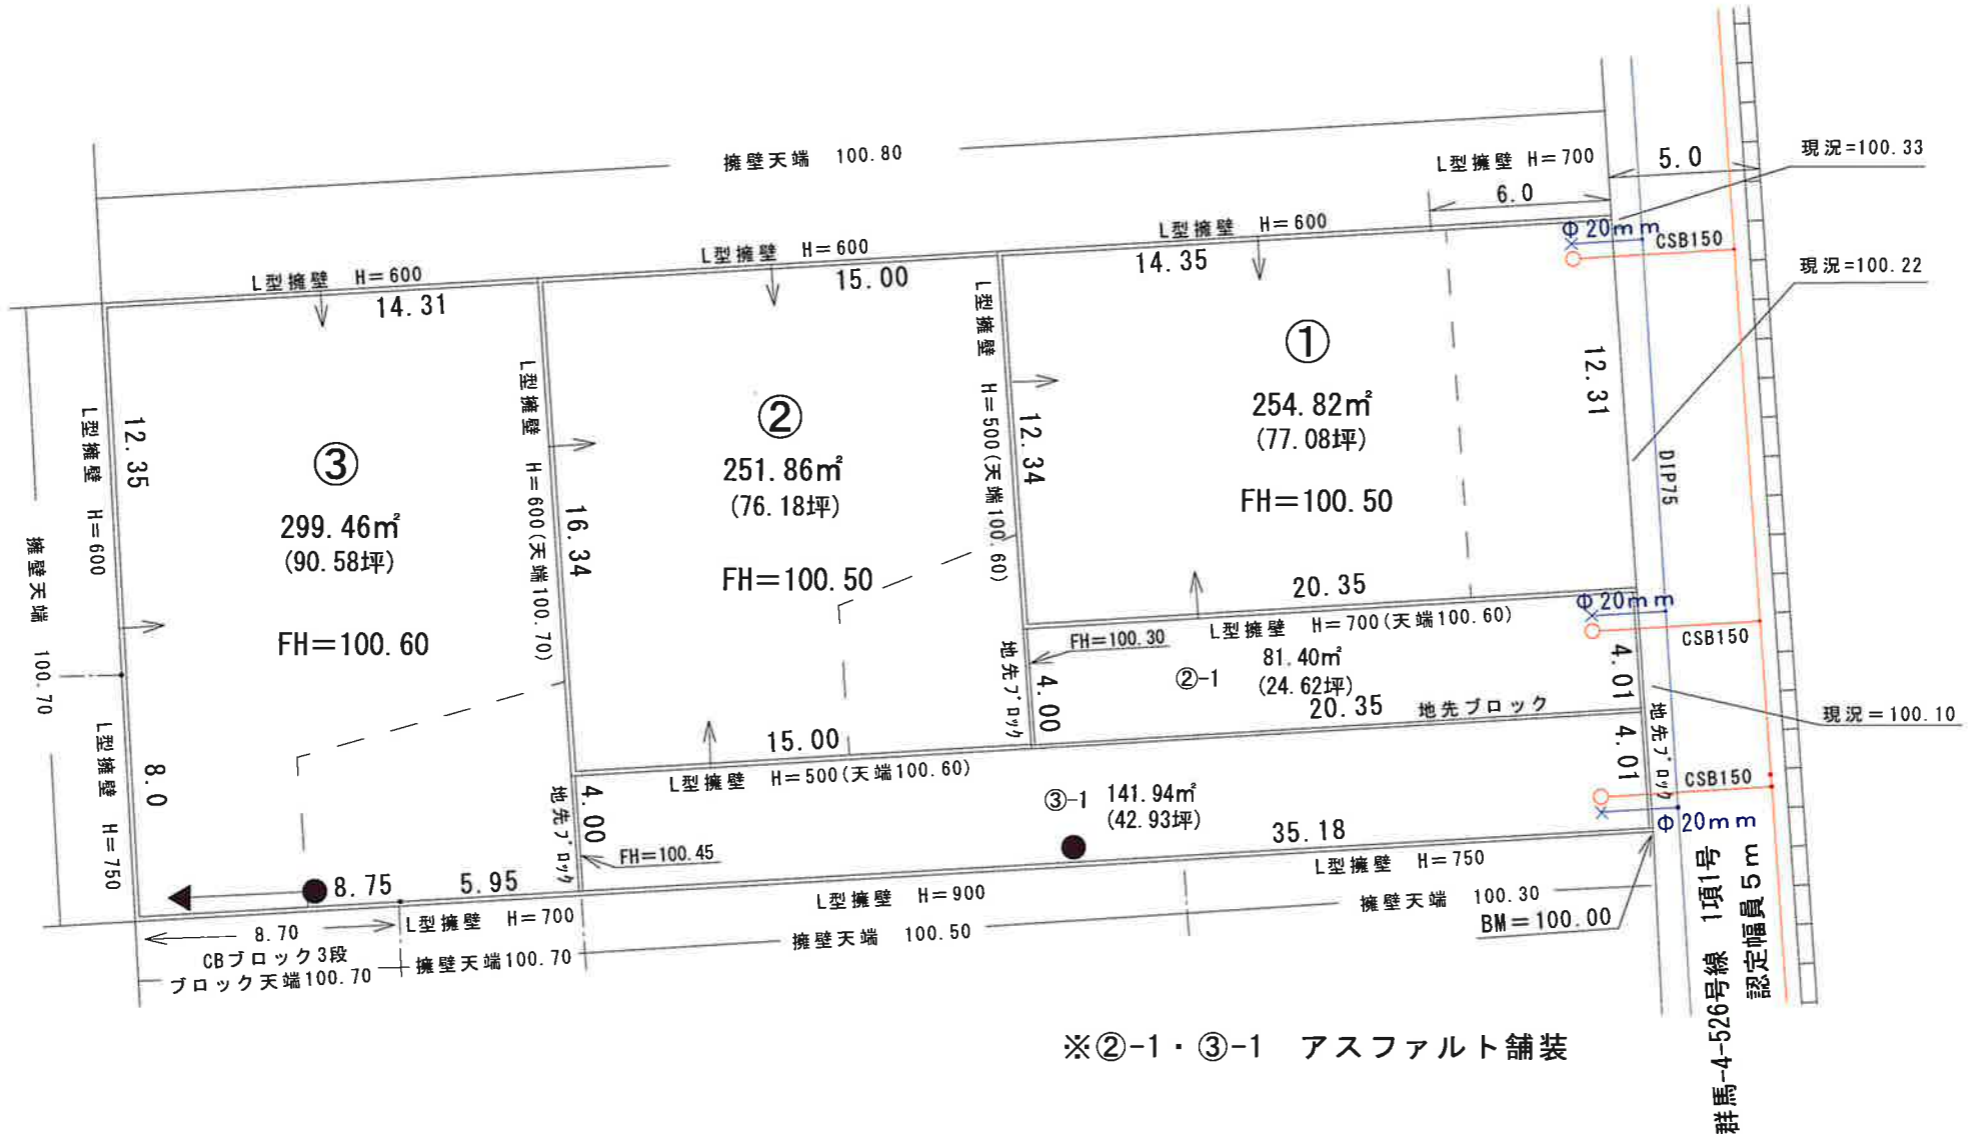 擁壁天端 100.80
L型擁壁 H=700
5.0
現況=100.33
6.0
L型擁壁 H=600
Φ20mm
CSB150
L型擁壁 H=600
14.35
現況=100.22
L型擁壁 H=600
15.00
14.31
L型擁壁 H=500(天端100.60)
①
254.82㎡
(77.08坪)
FH=100.50
12.31
12.34
20.35
DIP75
L型擁壁 H=600(天端100.70)
②
251.86㎡
(76.18坪)
FH=100.50
16.34
L型擁壁 H=600
12.35
③
299.46㎡
(90.58坪)
FH=100.60
擁壁天端 100.70
Φ20mm
CSB150
L型擁壁 H=700(天端100.60)
FH=100.30
地先ブロック
4.00
②-1
81.40㎡
(24.62坪)
20.35
地先ブロック
4.01
現況=100.10
L型擁壁 H=750
8.0
15.00
L型擁壁 H=500(天端100.60)
地先ブロック
4.00
FH=100.45
③-1
141.94㎡
(42.93坪)
35.18
4.01
地先ブロック
CSB150
Φ20mm
8.75
5.95
L型擁壁 H=750
L型擁壁 H=900
L型擁壁 H=700
擁壁天端 100.30
擁壁天端 100.50
擁壁天端100.70
BM=100.00
8.70
CBブロック3段
ブロック天端100.70
群馬-4-526号線 1項1号
認定幅員5m
※②-1・③-1 アスファルト舗装